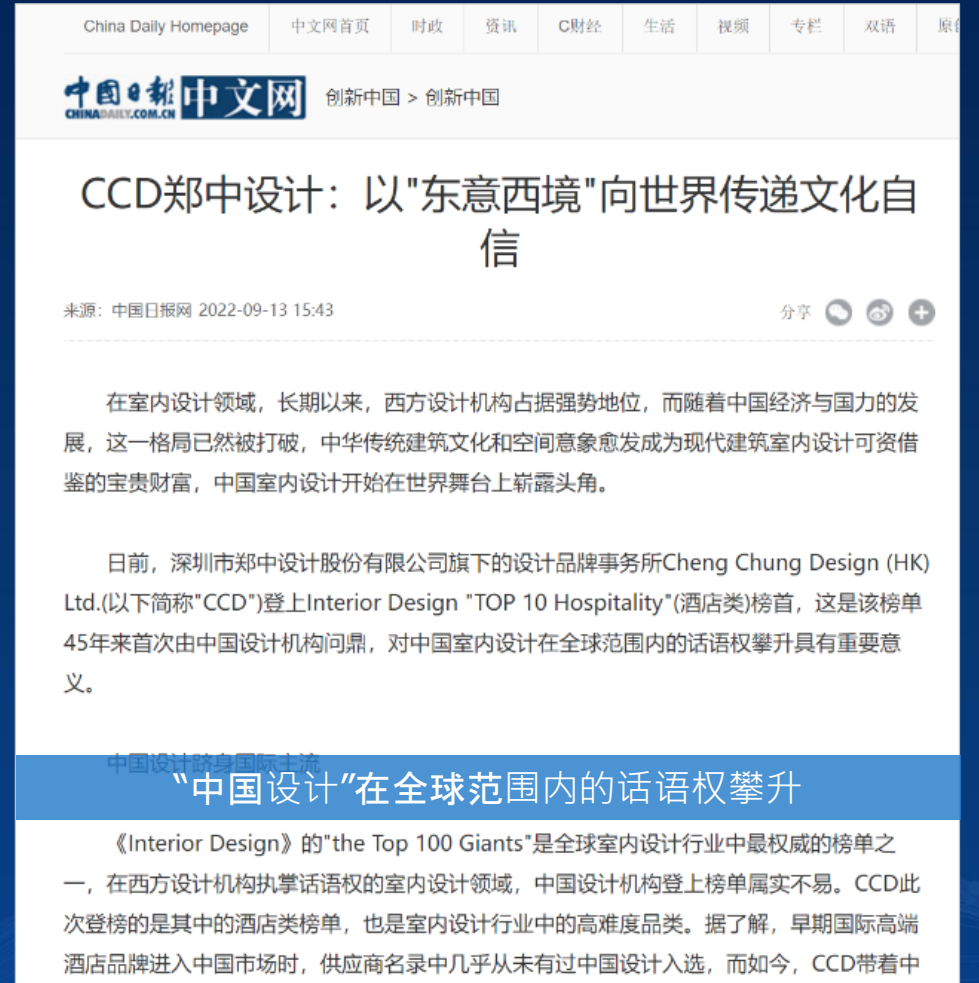 China Daily Homepage 中文网首页 时政 资讯 C财经 生活 视频 专栏 双语
中国日報 中文网 创新中国 > 创新中国
CHINADAILY.COM.CN
CCD郑中设计：以"东意西境"向世界传递文化自
信
来源：中国日报网 2022-09-13 15:43 分享
在室内设计领域，长期以来，西方设计机构占据强势地位，而随着中国经济与国力的发
展，这一格局已然被打破，中华传统建筑文化和空间意象愈发成为现代建筑室内设计可资借
鉴的宝贵财富，中国室内设计开始在世界舞台上崭露头角。
日前，深圳市郑中设计股份有限公司旗下的设计品牌事务所Cheng Chung Design (HK)
Ltd.(以下简称"CCD")登上Interior Design "TOP 10 Hospitality"(酒店类)榜首，这是该榜单
45年来首次由中国设计机构问鼎，对中国室内设计在全球范围内的话语权攀升具有重要意
义。
中国设计跻身国际主流
“中国设计”在全球范围内的话语权攀升
《Interior Design》的"the Top 100 Giants"是全球室内设计行业中最权威的榜单之
一，在西方设计机构执掌话语权的室内设计领域，中国设计机构登上榜单属实不易。CCD此
次登榜的是其中的酒店类榜单，也是室内设计行业中的高难度品类。据了解，早期国际高端
酒店品牌进入中国市场时，供应商名录中几乎从未有过中国设计入选，而如今，CCD带着中